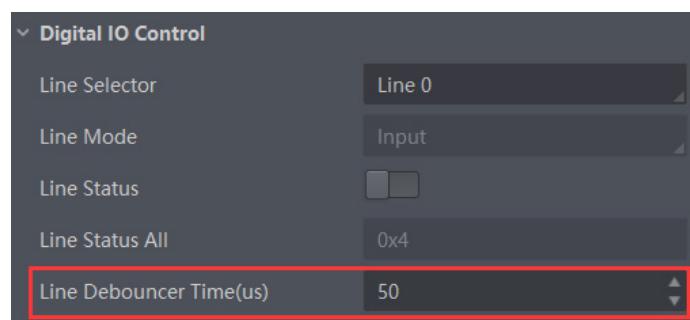 Digital IO Control
Line Selector Line 0
Line Mode Input
Line Status
Line Status All 0x4
Line Debouncer Time(us) 50